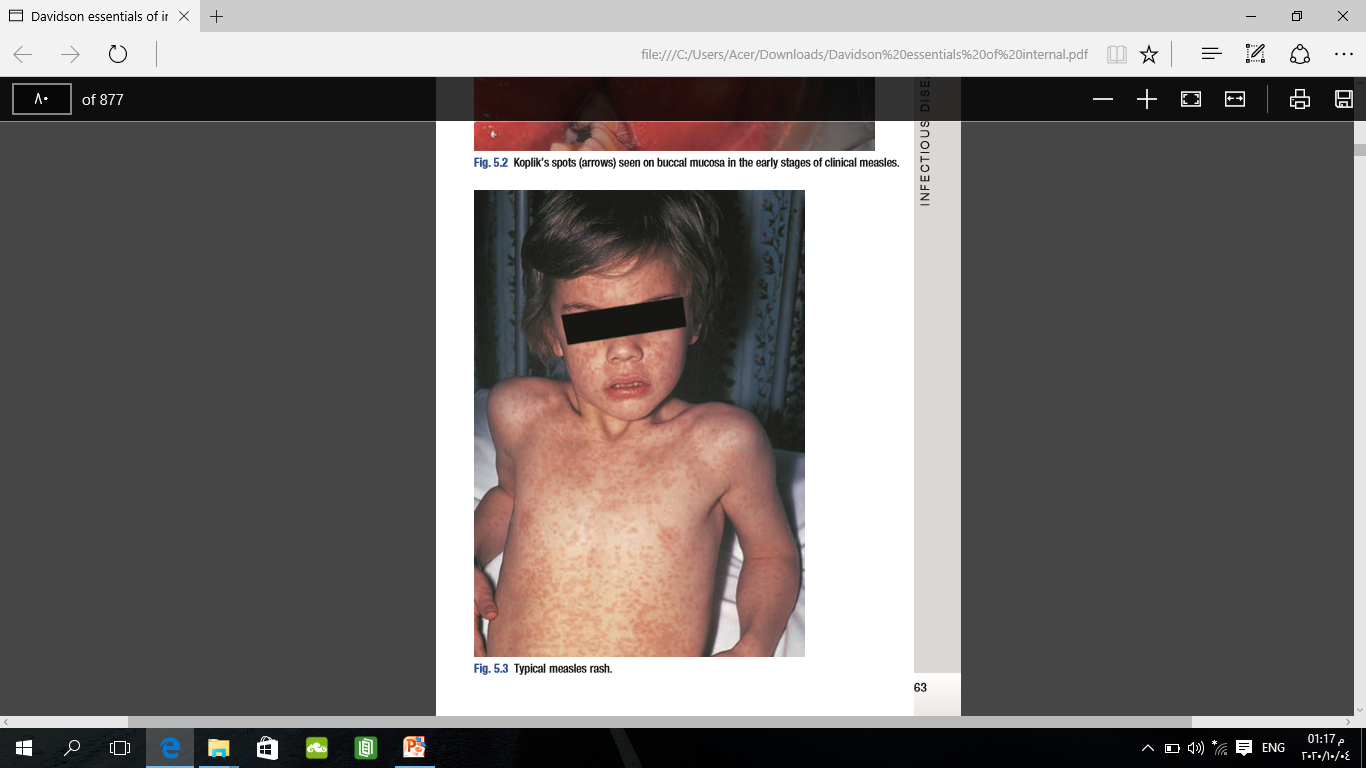 Davidson essentials of ir
file:///C:/Users/Acer/Downloads/Davidson%20essentials%20of%20internal.pdf
٨٠ of 877
INFECTIOUS DISEA
Fig. 5.2 Koplik's spots (arrows) seen on buccal mucosa in the early stages of clinical measles.
Fig. 5.3 Typical measles rash.
63
ENG
01:17 م
٢٠٢٠/١٠/٠٤